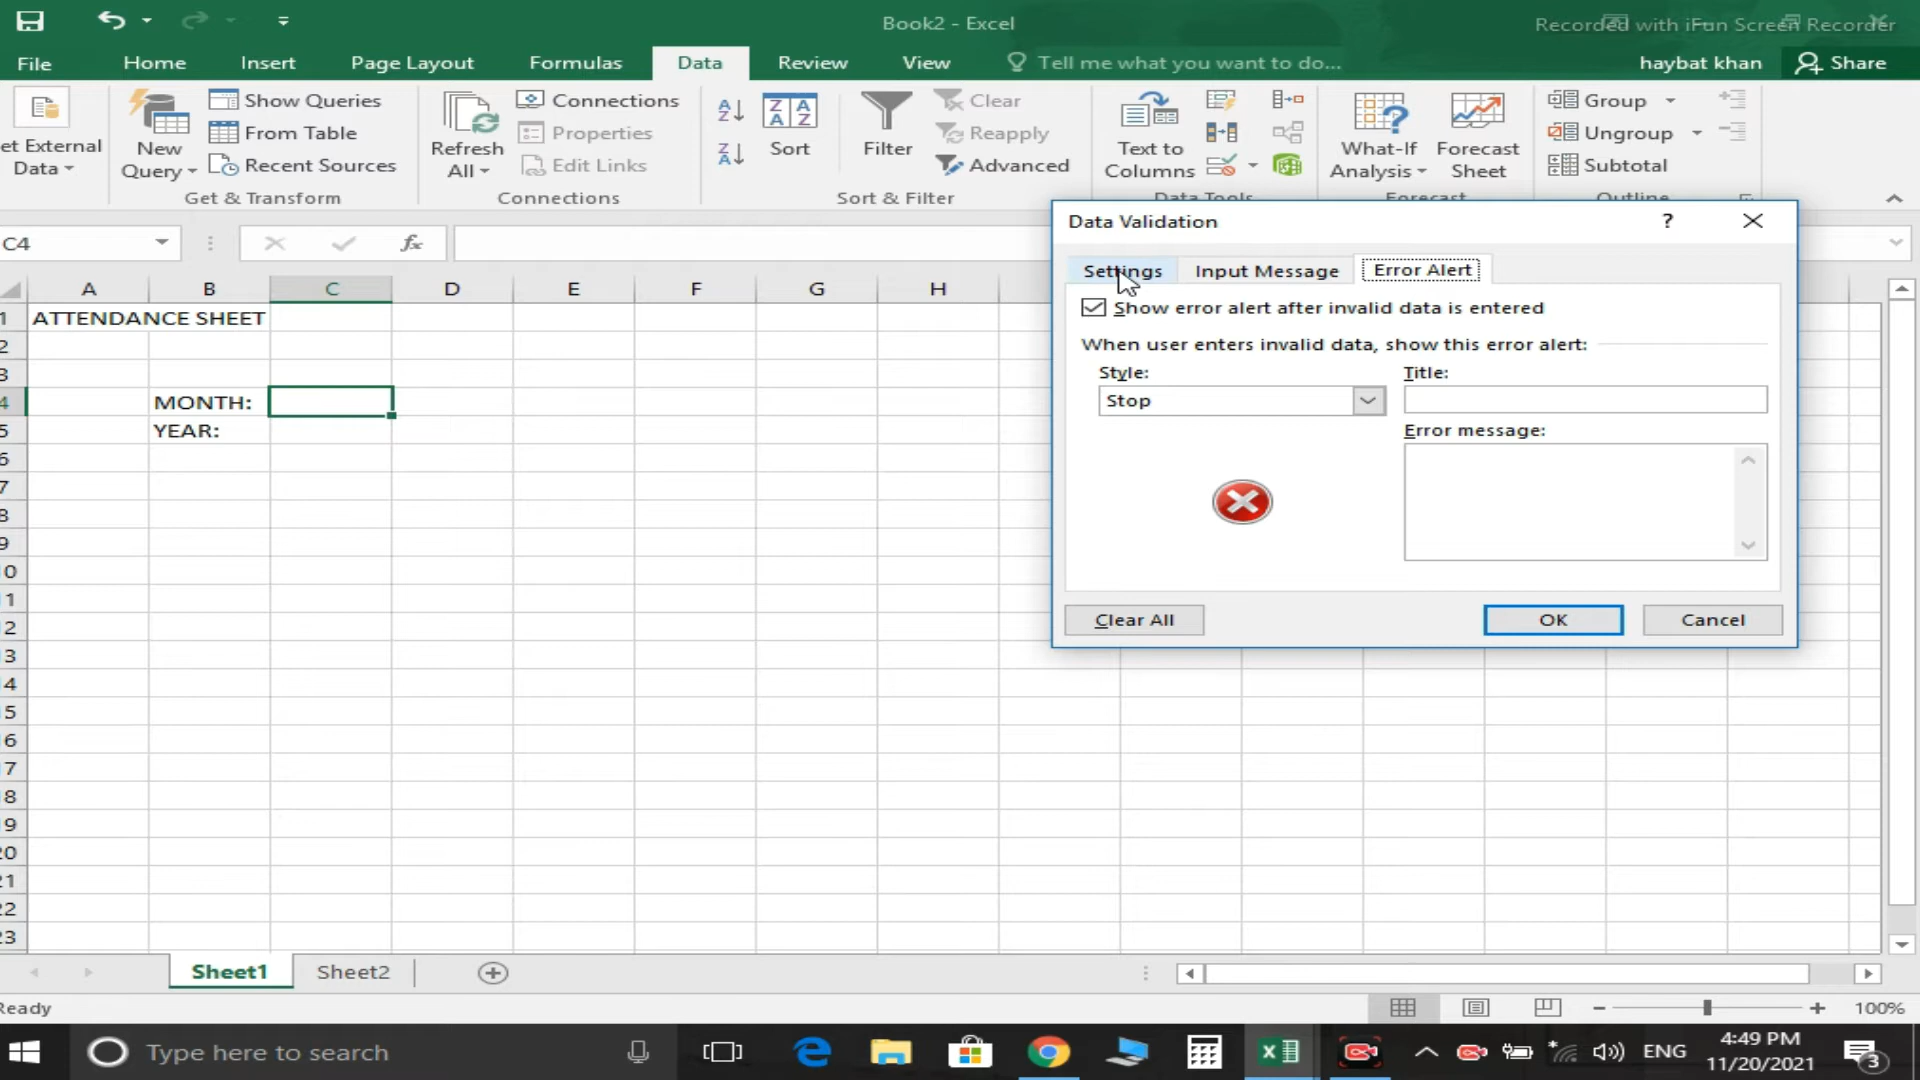 Book2 - Excel
Recorded with iFun Screen Recorder
File Home Insert Page Layout Formulas Data Review View Tell me what you want to do... haybat khan Share
et External Data
New Query
Show Queries
From Table
Recent Sources
Get & Transform
Refresh All
Connections
Properties
Edit Links
Connections
Sort
Filter
Clear
Reapply
Advanced
Sort & Filter
Text to Columns
Data Tools
What-If Analysis
Forecast Sheet
Forecast
Group
Ungroup
Subtotal
Outline
C4
fx
Data Validation
?
Settings Input Message Error Alert
Show error alert after invalid data is entered
When user enters invalid data, show this error alert:
Style: Title:
Stop
Error message:
Clear All OK Cancel
A B C D E F G H
1 ATTENDANCE SHEET
2
3
4 MONTH:
5 YEAR:
6
7
8
9
0
1
2
3
4
5
6
7
8
9
20
21
22
23
Sheet1 Sheet2
Ready
100%
Type here to search
ENG
4:49 PM
11/20/2021
3